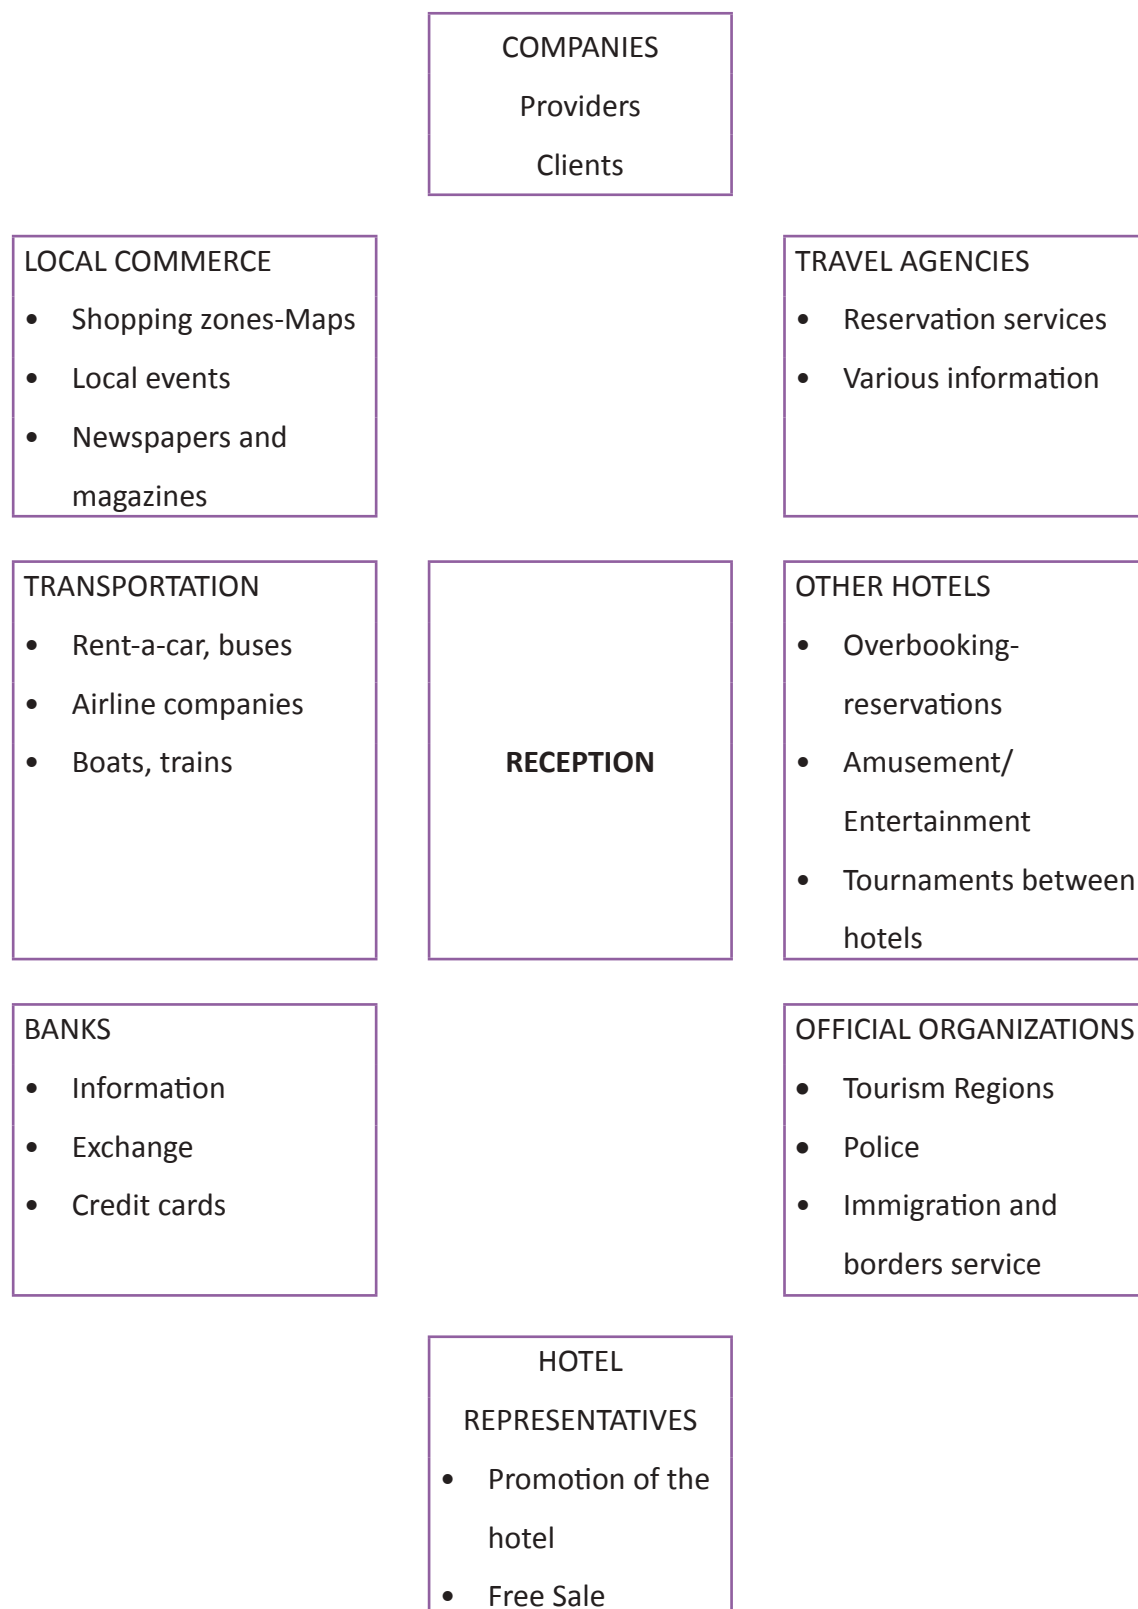 COMPANIES
Providers
Clients
LOCAL COMMERCE
• Shopping zones-Maps
• Local events
• Newspapers and
magazines
TRAVEL AGENCIES
• Reservation services
• Various information
TRANSPORTATION
• Rent-a-car, buses
• Airline companies
• Boats, trains
RECEPTION
OTHER HOTELS
• Overbooking-
reservations
• Amusement/
Entertainment
• Tournaments between
hotels
BANKS
• Information
• Exchange
• Credit cards
OFFICIAL ORGANIZATIONS
• Tourism Regions
• Police
• Immigration and
borders service
HOTEL
REPRESENTATIVES
• Promotion of the
hotel
• Free Sale